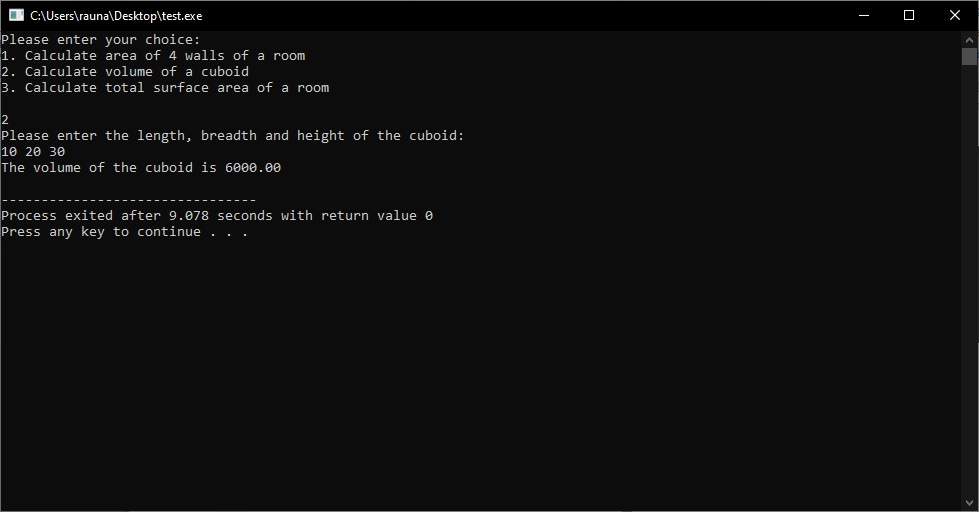 C:\Users\rauna\Desktop\test.exe
Please enter your choice:
1. Calculate area of 4 walls of a room
2. Calculate volume of a cuboid
3. Calculate total surface area of a room
2
Please enter the length, breadth and height of the cuboid:
10 20 30
The volume of the cuboid is 6000.00
--------------------------------
Process exited after 9.078 seconds with return value 0
Press any key to continue . . .